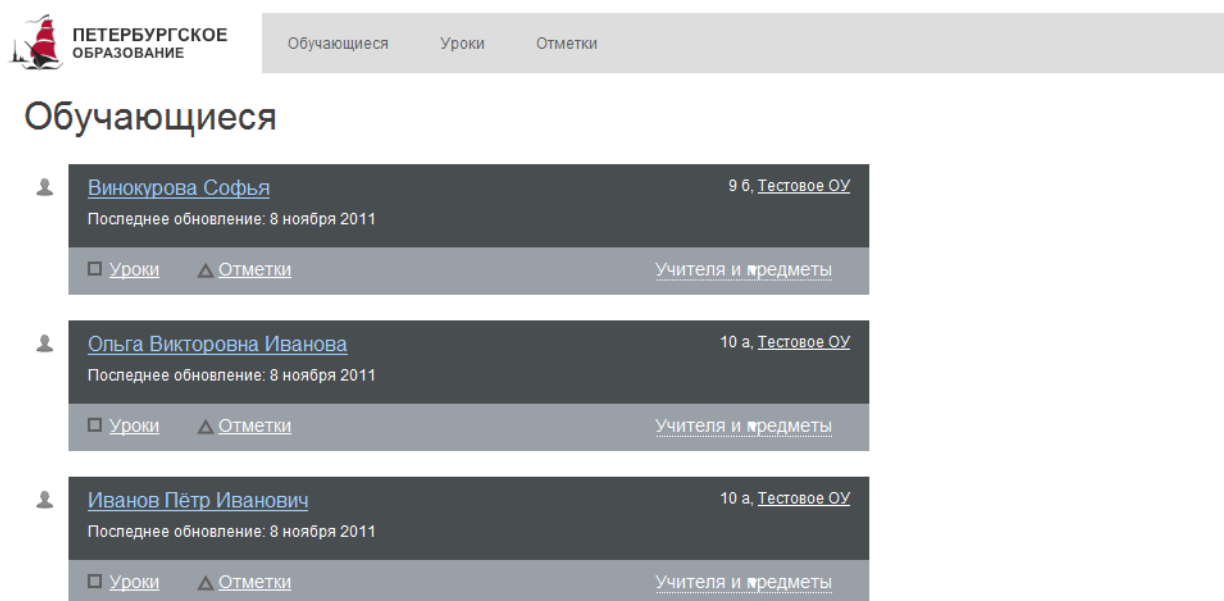 ПЕТЕРБУРГСКОЕ
ОБРАЗОВАНИЕ
Обучающиеся Уроки Отметки
Обучающиеся
Винокурова Софья 9 б, Тестовое ОУ
Последнее обновление: 8 ноября 2011
Уроки Отметки Учителя и предметы
Ольга Викторовна Иванова 10 а, Тестовое ОУ
Последнее обновление: 8 ноября 2011
Уроки Отметки Учителя и предметы
Иванов Пётр Иванович 10 а, Тестовое ОУ
Последнее обновление: 8 ноября 2011
Уроки Отметки Учителя и предметы